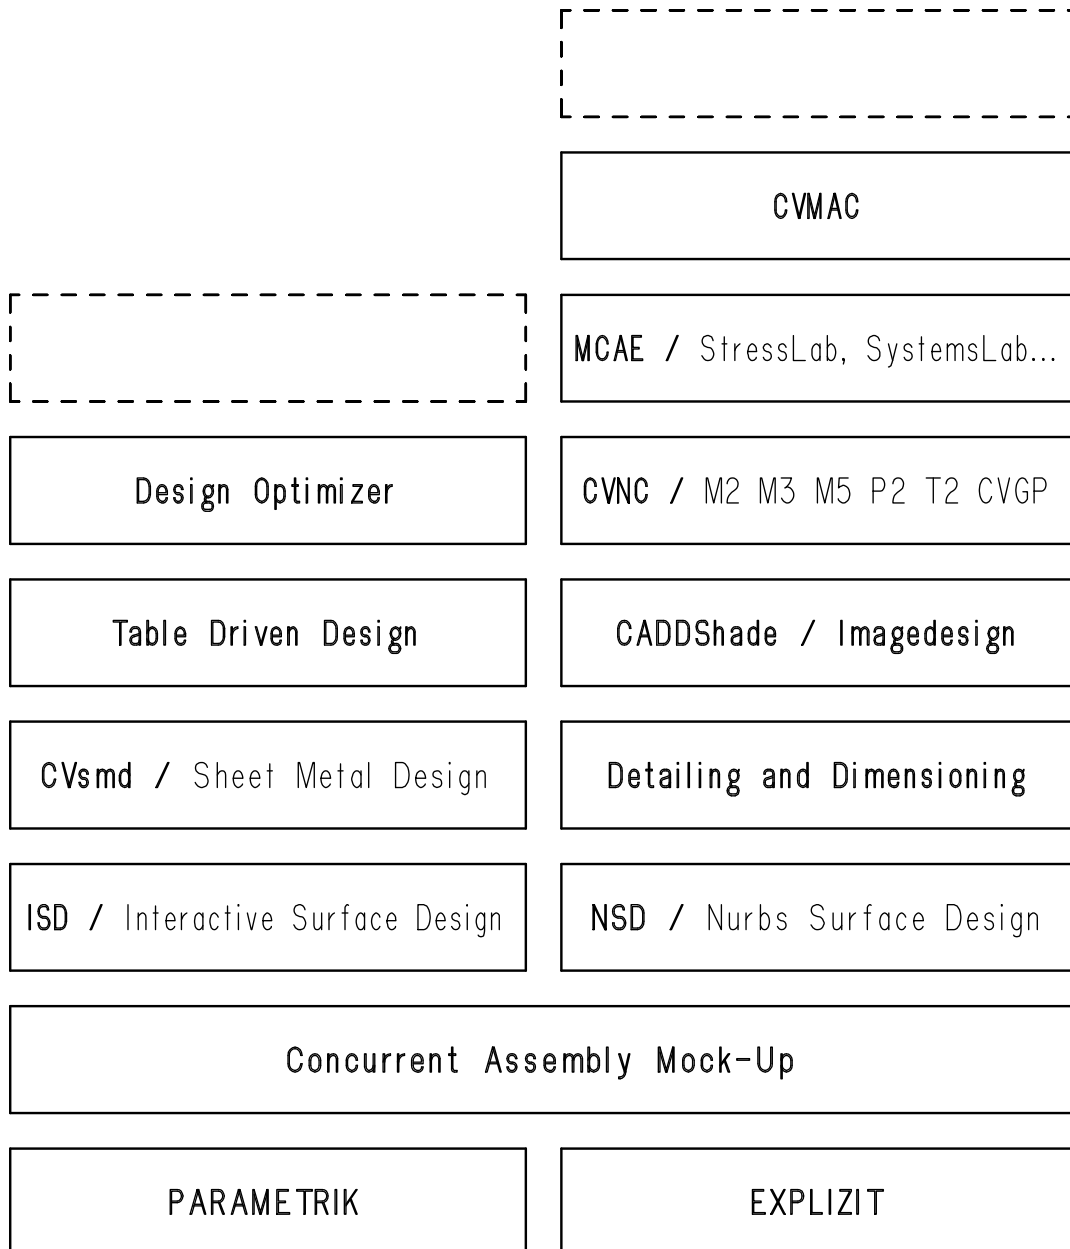 CVMAC
MCAE / StressLab, SystemsLab...
Design Optimizer
CVNC / M2 M3 M5 P2 T2 CVGP
Table Driven Design
CADDShade / Imagedesign
CVsmd / Sheet Metal Design
Detailing and Dimensioning
ISD / Interactive Surface Design
NSD / Nurbs Surface Design
Concurrent Assembly Mock-Up
PARAMETRIK
EXPLIZIT